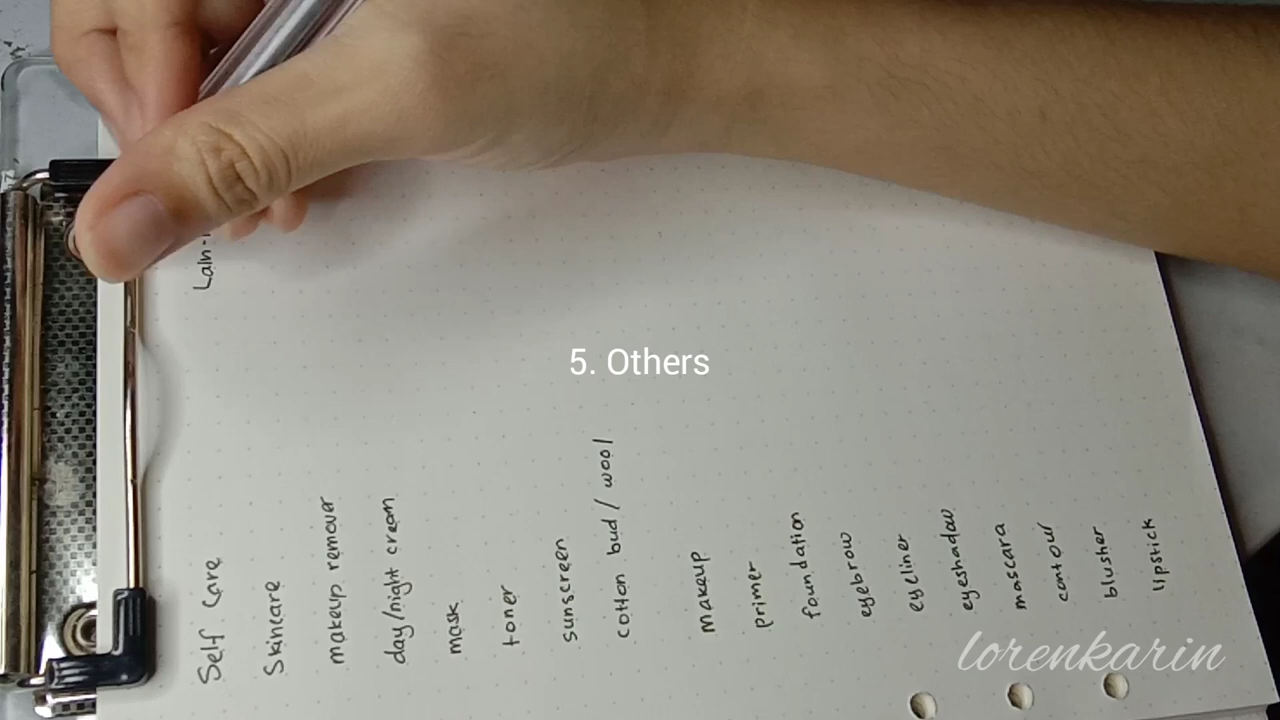 Self Care
Skincare
makeup remover
day/night cream
mask
toner
sunscreen
cotton bud / wool
makeup
primer
foundation
eyebrow
eyeliner
eyeshadow
mascara
contour
blusher
lipstick
5. Others
lorenkarin